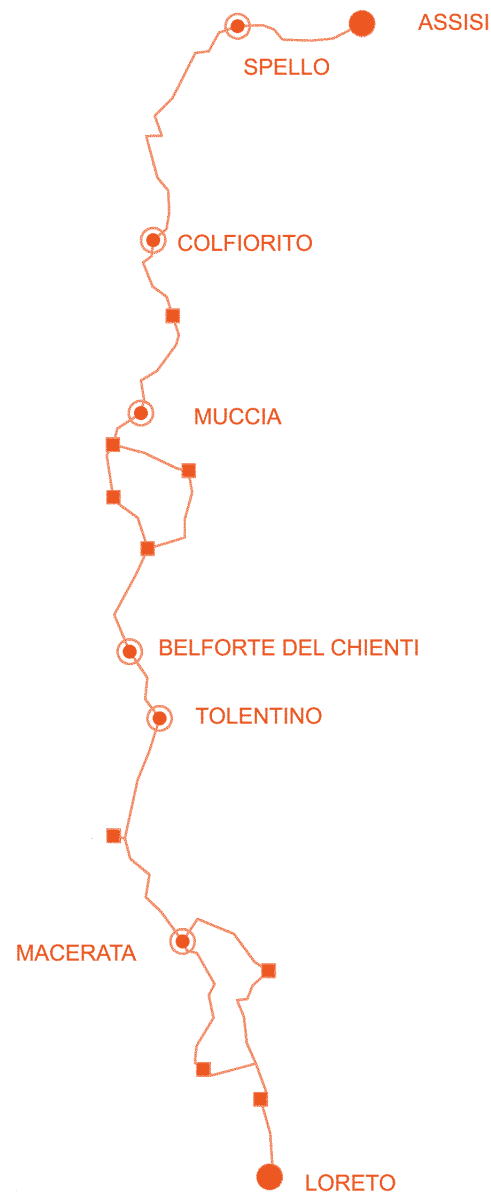 ASSISI
SPELLO
COLFIORITO
MUCCIA
BELFORTE DEL CHIENTI
TOLENTINO
MACERATA
LORETO